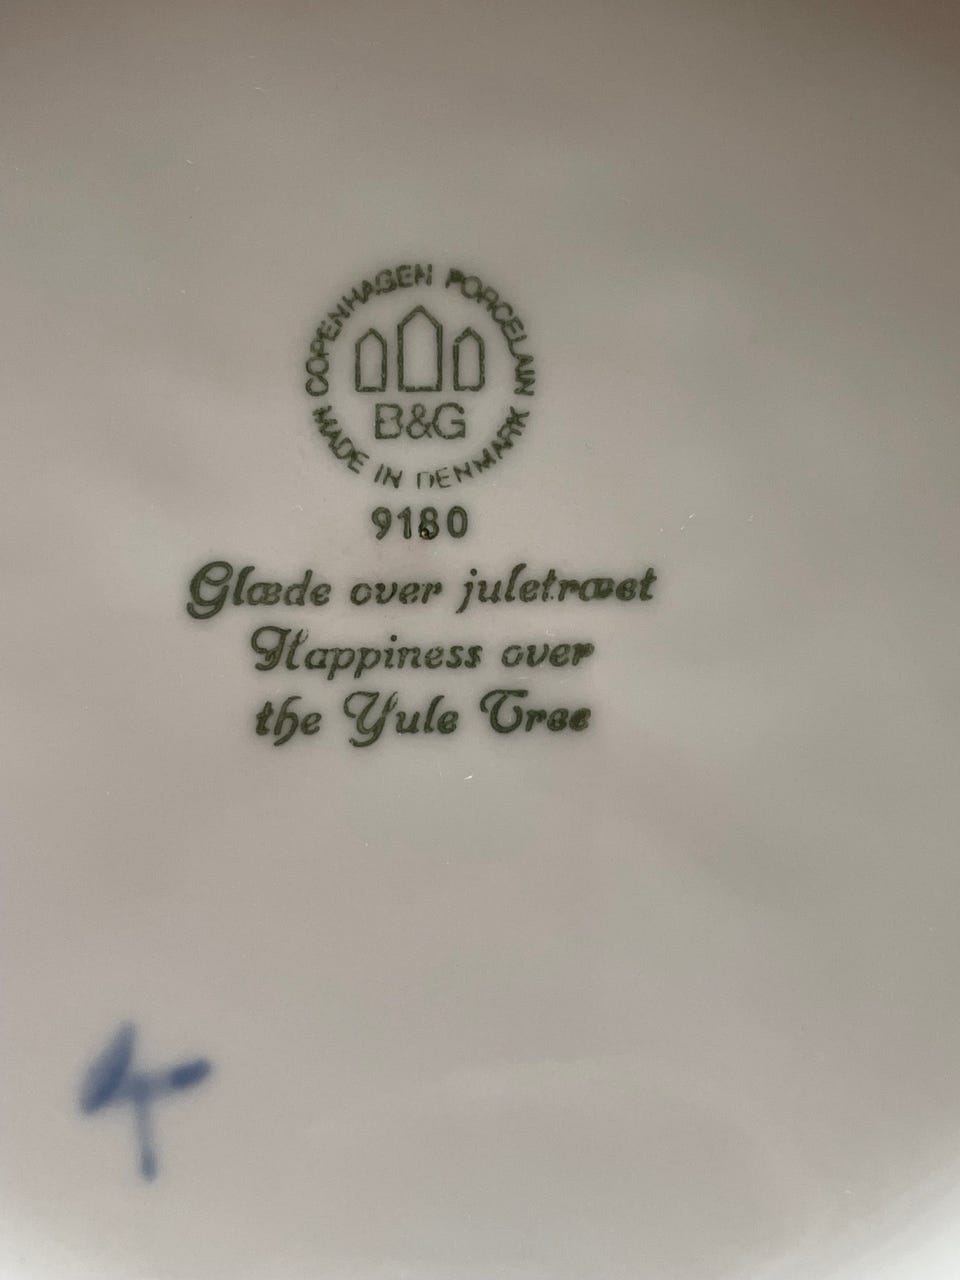 COPENHAGEN PORCELAIN
B&G
MADE IN DENMARK
9180
Glæde over juletræet
Happiness over
the Yule Tree